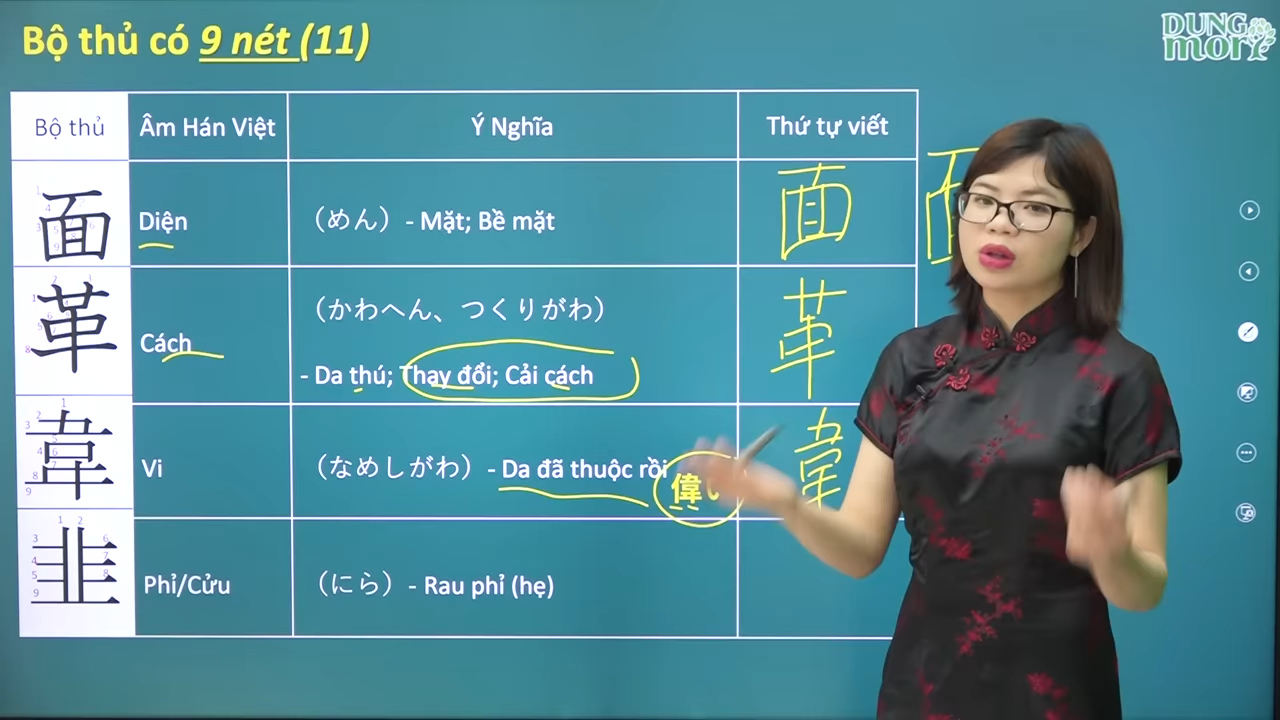 Bộ thủ có 9 nét (11)
DUNG
mori
Bộ thủ Âm Hán Việt Ý Nghĩa Thứ tự viết
面 Diện （めん）- Mặt; Bề mặt 面 面
革 Cách （かわへん、つくりがわ） 革
- Da thú; Thay đổi; Cải cách
韋 Vi （なめしがわ）- Da đã thuộc rồi 韋
偉い
韭 Phỉ/Cửu （にら）- Rau phỉ (hẹ)